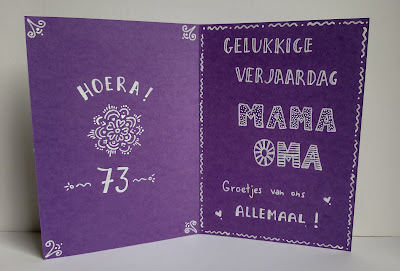 HOERA!
~ 73 ~
GELUKKIGE
VERJAARDAG
MAMA
OMA
Groetjes van ons
ALLEMAAL!